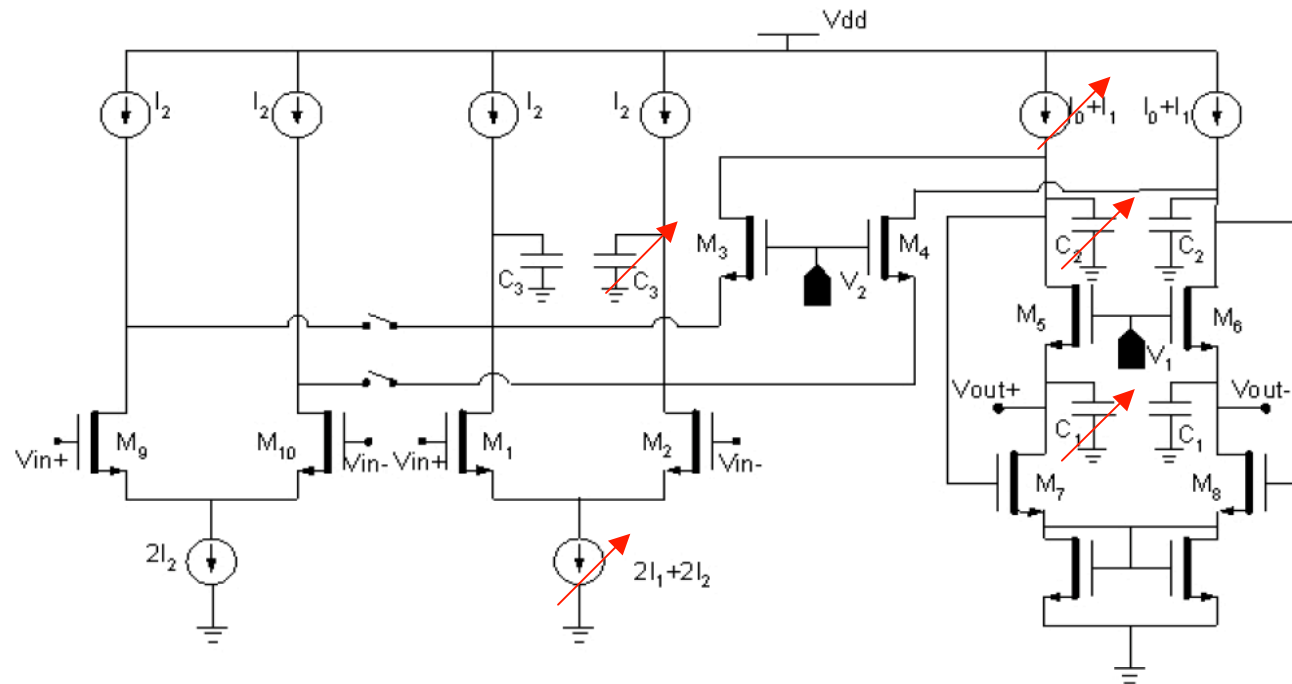 Vdd
I2
I2
I2
I2
I0+I1
I0+I1
M3
M4
C2
C2
C3
C3
V2
M5
M6
V1
Vout+
Vout-
C1
C1
M9
M10
M1
M2
Vin+
Vin-
Vin+
Vin-
M7
M8
2I2
2I1+2I2